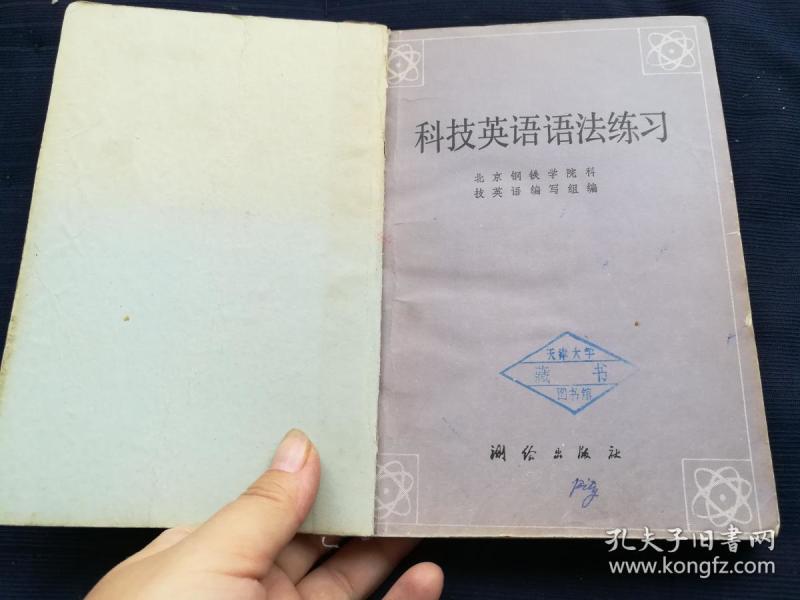 科技英语语法练习
北京钢铁学院科
技英语编写组编
天津大学
藏书
图书馆
测绘出版社
孔夫子旧书网
www.kongfz.com